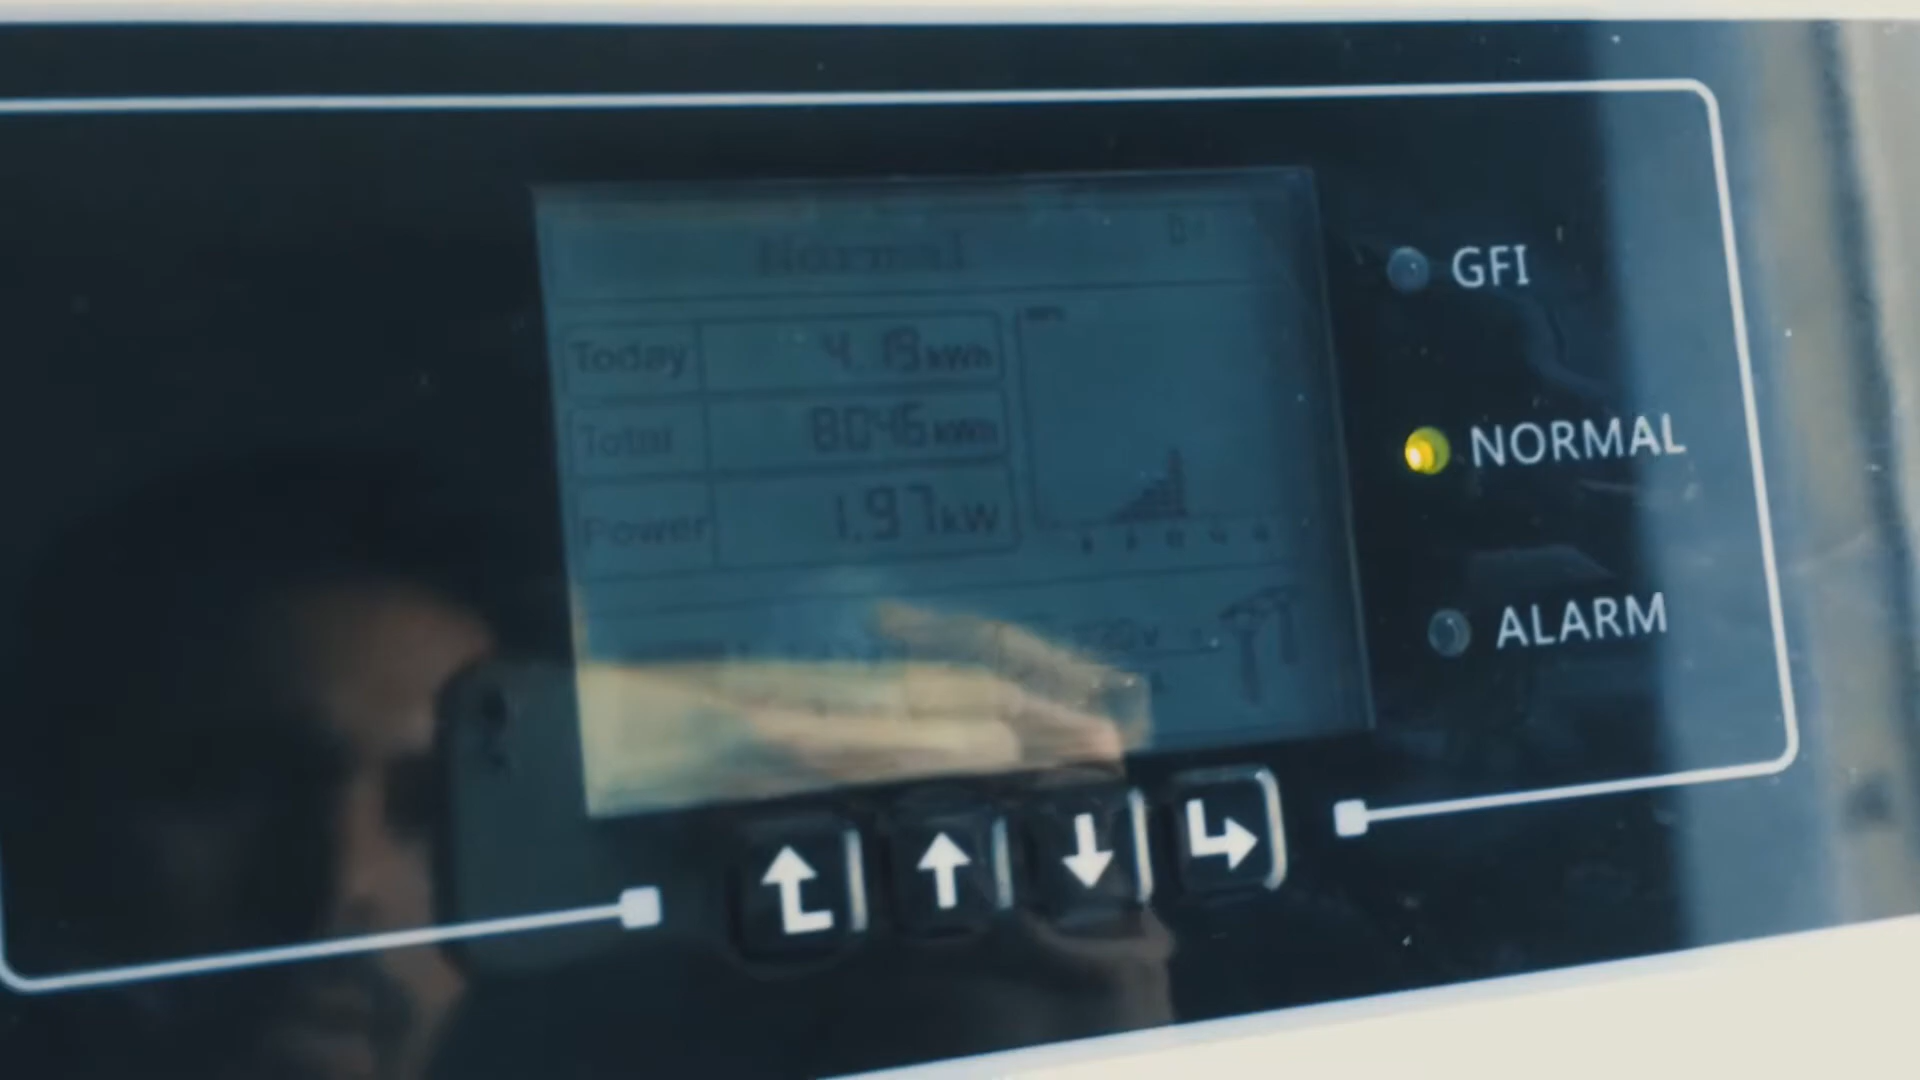 Normal
Today 4.19kWh
Total 8046kWh
Power 1.97kW
GFI
NORMAL
ALARM